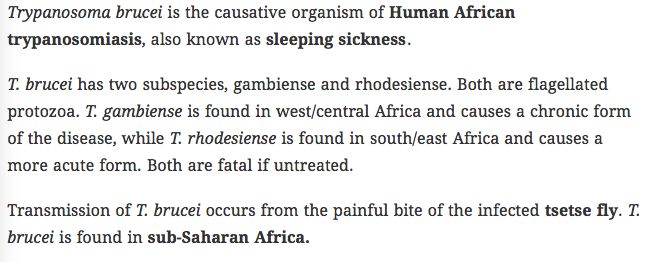 Trypanosoma brucei is the causative organism of Human African
trypanosomiasis, also known as sleeping sickness.
T. brucei has two subspecies, gambiense and rhodesiense. Both are flagellated
protozoa. T. gambiense is found in west/central Africa and causes a chronic form
of the disease, while T. rhodesiense is found in south/east Africa and causes a
more acute form. Both are fatal if untreated.
Transmission of T. brucei occurs from the painful bite of the infected tsetse fly. T.
brucei is found in sub-Saharan Africa.